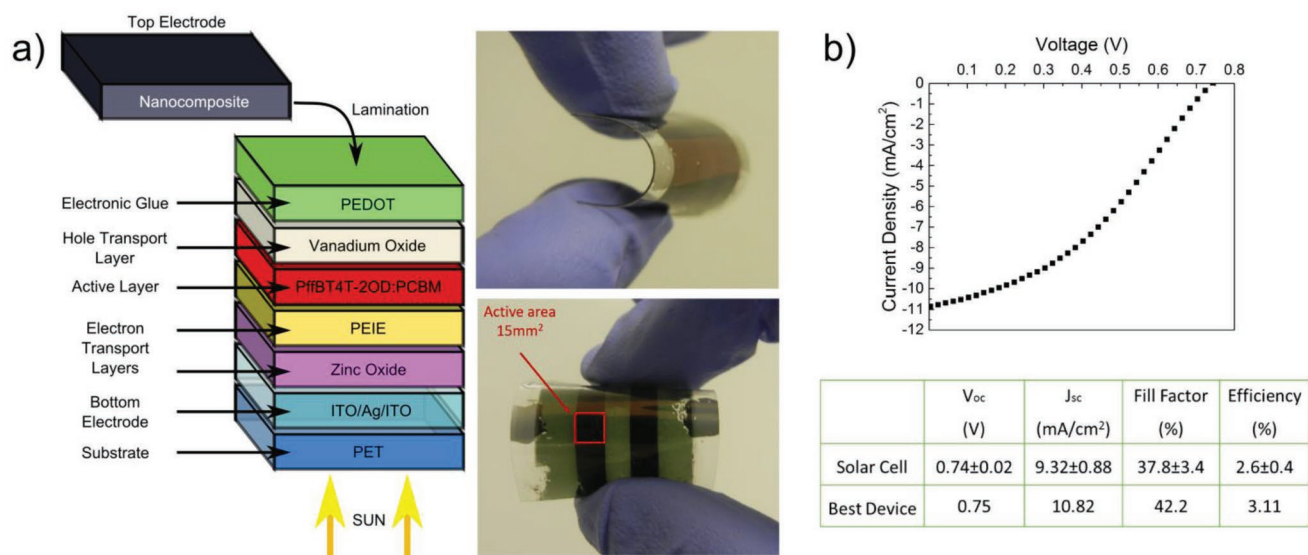 a)
Top Electrode
Nanocomposite
Lamination
Electronic Glue
PEDOT
Hole Transport
Layer
Vanadium Oxide
Active Layer
PffBT4T-2OD:PCBM
Electron
Transport
Layers
PEIE
Zinc Oxide
Bottom
Electrode
ITO/Ag/ITO
Substrate
PET
SUN
Active area
15mm²
b)
Voltage (V)
0.1 0.2 0.3 0.4 0.5 0.6 0.7 0.8
Current Density (mA/cm²)
0
-1
-2
-3
-4
-5
-6
-7
-8
-9
-10
-11
-12
Voc Jsc Fill Factor Efficiency
(V) (mA/cm²) (%) (%)
Solar Cell 0.74±0.02 9.32±0.88 37.8±3.4 2.6±0.4
Best Device 0.75 10.82 42.2 3.11